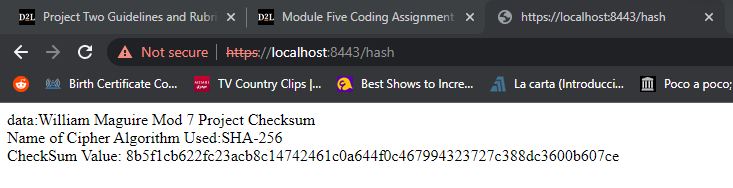 Project Two Guidelines and Rubri
Module Five Coding Assignment
https://localhost:8443/hash
Not secure
https://localhost:8443/hash
Birth Certificate Co...
TV Country Clips |...
Best Shows to Incre...
La carta (Introducci...
Poco a poco;
data:William Maguire Mod 7 Project Checksum
Name of Cipher Algorithm Used:SHA-256
CheckSum Value: 8b5f1cb622fc23acb8c14742461c0a644f0c467994323727c388dc3600b607ce